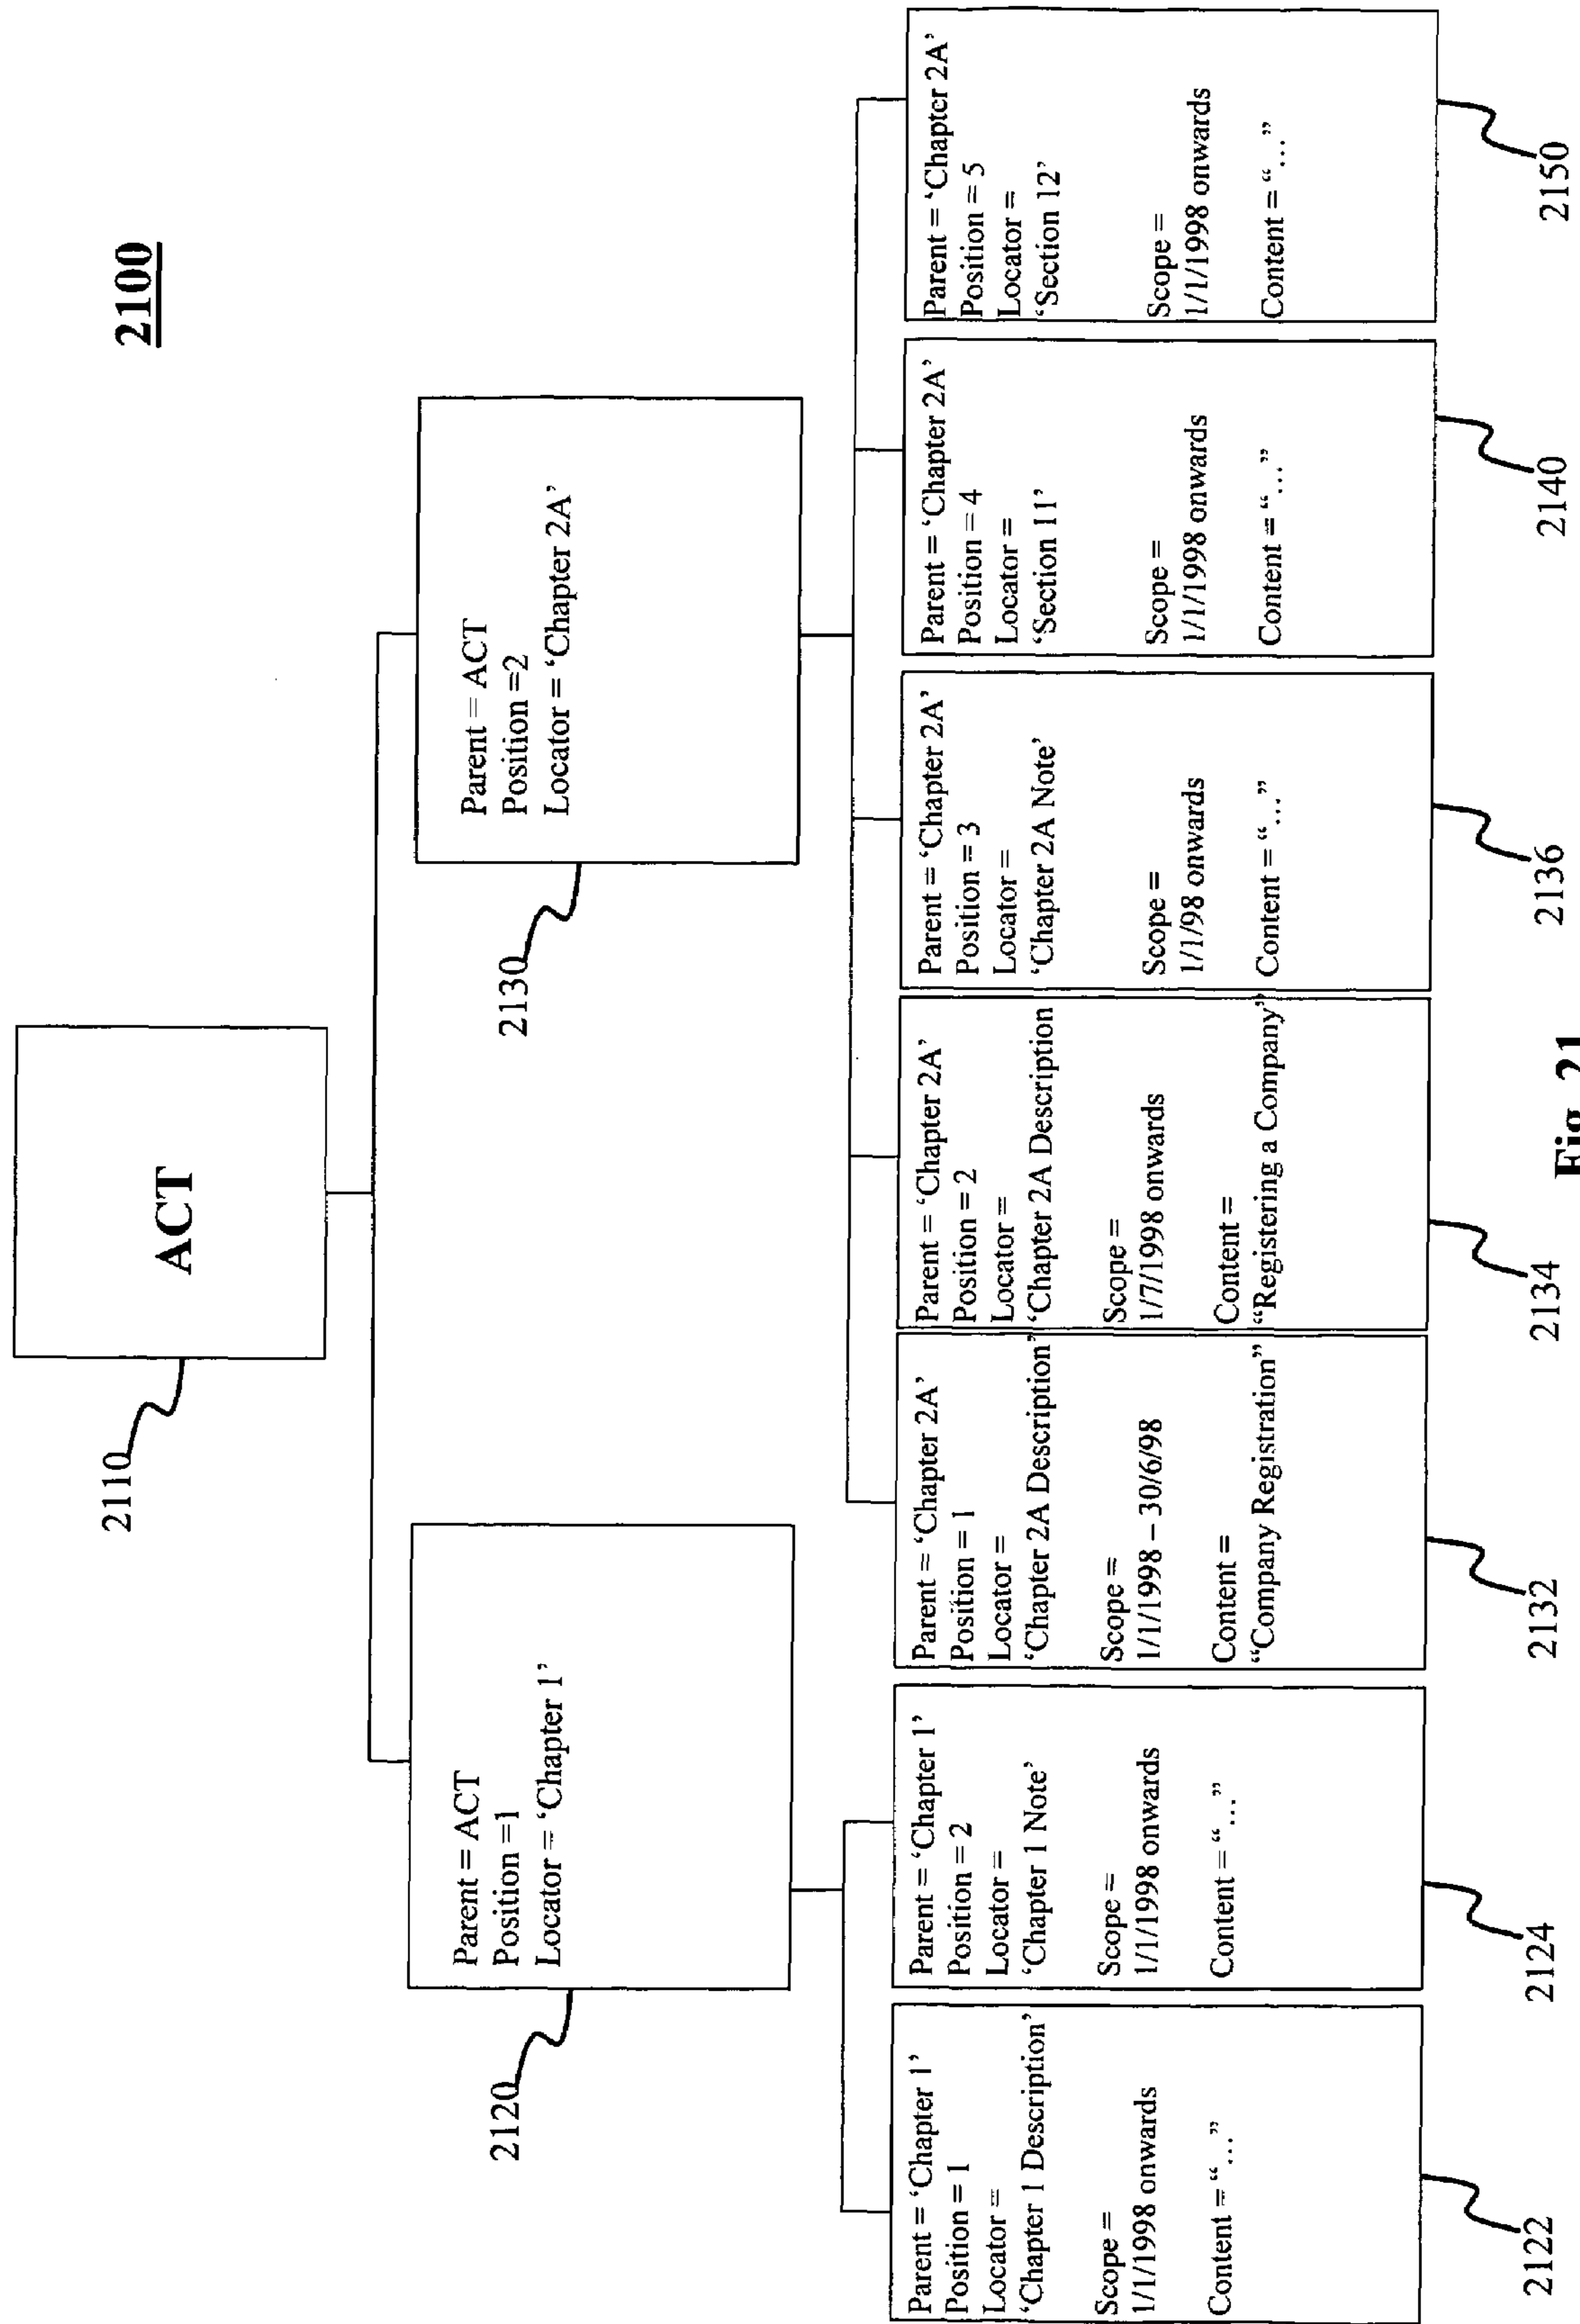 2100
ACT
2110
Parent = ACT
Position =1
Locator = ‘Chapter 1’
2120
Parent = ACT
Position =2
Locator = ‘Chapter 2A’
2130
Parent = ‘Chapter 1’
Position = 1
Locator =
‘Chapter 1 Description’
Scope =
1/1/1998 onwards
Content = “…”
2122
Parent = ‘Chapter 1’
Position = 2
Locator =
‘Chapter 1 Note’
Scope =
1/1/1998 onwards
Content = “…”
2124
Parent = ‘Chapter 2A’
Position = 1
Locator =
‘Chapter 2A Description’
Scope =
1/1/1998 – 30/6/98
Content =
“Company Registration”
2132
Parent = ‘Chapter 2A’
Position = 2
Locator =
‘Chapter 2A Description
Scope =
1/7/1998 onwards
Content =
“Registering a Company”
2134
Parent = ‘Chapter 2A’
Position = 3
Locator =
‘Chapter 2A Note’
Scope =
1/1/98 onwards
Content = “…”
2136
Parent = ‘Chapter 2A’
Position = 4
Locator =
‘Section 11’
Scope =
1/1/1998 onwards
Content = “…”
2140
Parent = ‘Chapter 2A’
Position = 5
Locator =
‘Section 12’
Scope =
1/1/1998 onwards
Content = “…”
2150
Fig. 21